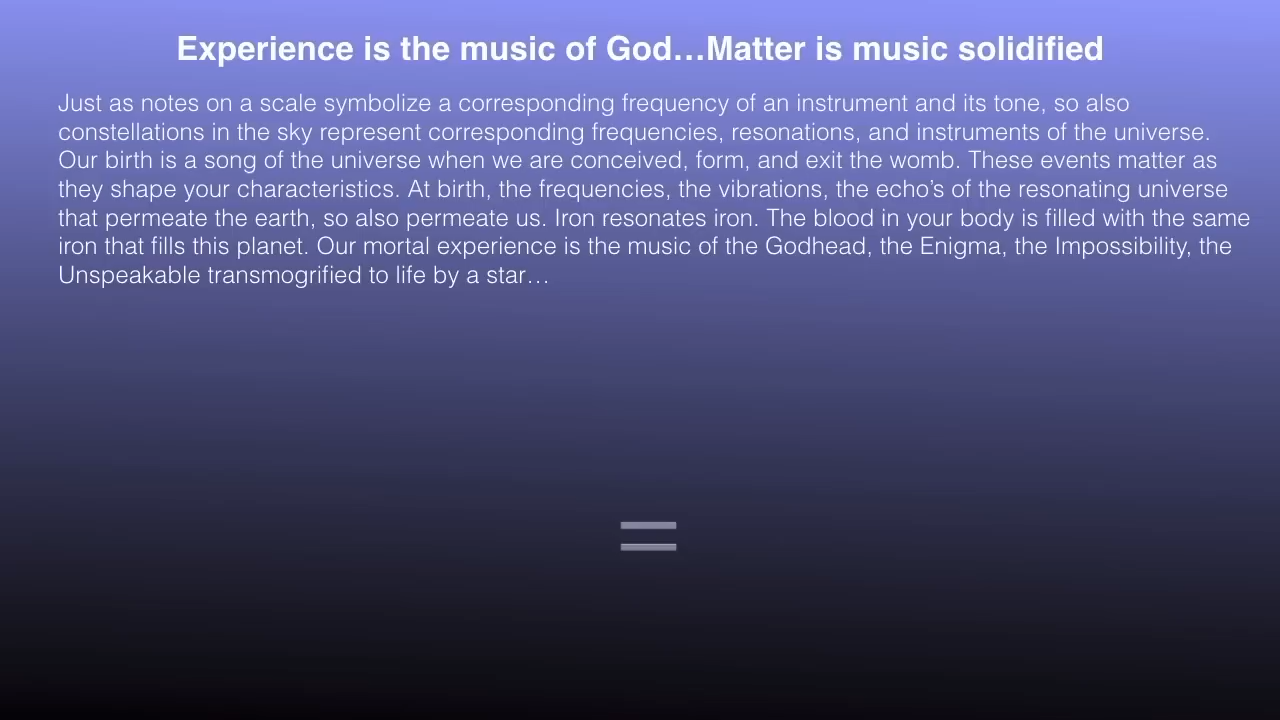 Experience is the music of God…Matter is music solidified
Just as notes on a scale symbolize a corresponding frequency of an instrument and its tone, so also
constellations in the sky represent corresponding frequencies, resonations, and instruments of the universe.
Our birth is a song of the universe when we are conceived, form, and exit the womb. These events matter as
they shape your characteristics. At birth, the frequencies, the vibrations, the echo’s of the resonating universe
that permeate the earth, so also permeate us. Iron resonates iron. The blood in your body is filled with the same
iron that fills this planet. Our mortal experience is the music of the Godhead, the Enigma, the Impossibility, the
Unspeakable transmogrified to life by a star…
=